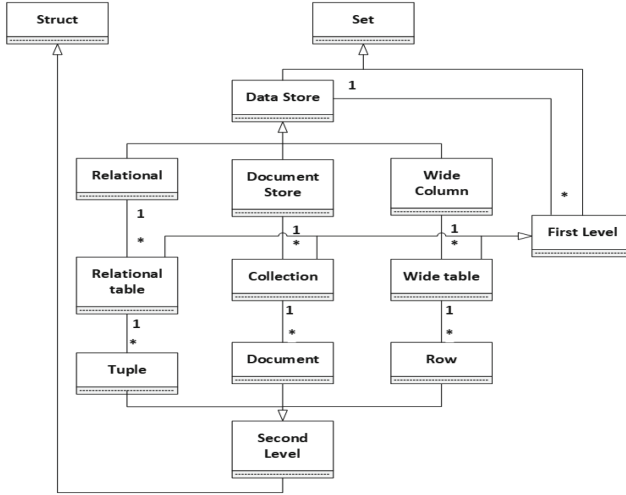 Struct
Set
Data Store
1
Relational
Document
Store
Wide
Column
1
*
1
*
1
*
*
First Level
Relational
table
Collection
Wide table
1
*
1
*
1
*
Tuple
Document
Row
Second
Level